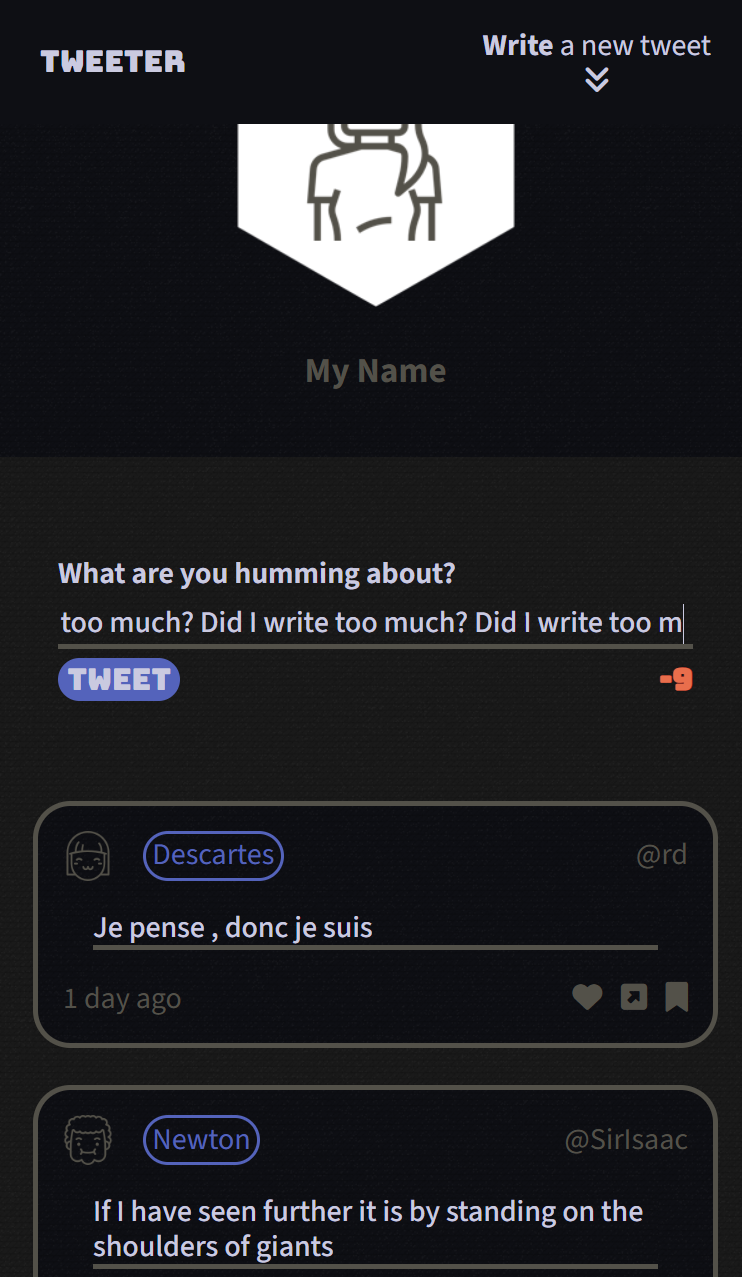 TWEETER
Write a new tweet
My Name
What are you humming about?
too much? Did I write too much? Did I write too m
TWEET
-9
Descartes
@rd
Je pense , donc je suis
1 day ago
Newton
@SirIsaac
If I have seen further it is by standing on the
shoulders of giants